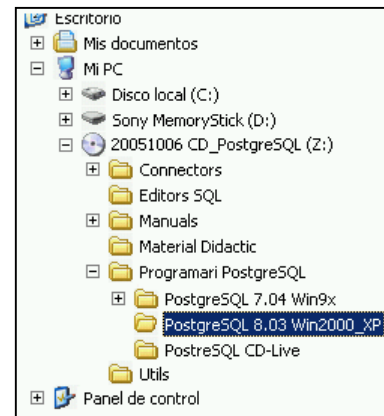 Escritorio
Mis documentos
Mi PC
Disco local (C:)
Sony MemoryStick (D:)
20051006 CD_PostgreSQL (Z:)
Connectors
Editors SQL
Manuals
Material Didactic
Programari PostgreSQL
PostgreSQL 7.04 Win9x
PostgreSQL 8.03 Win2000_XP
PostreSQL CD-Live
Utils
Panel de control